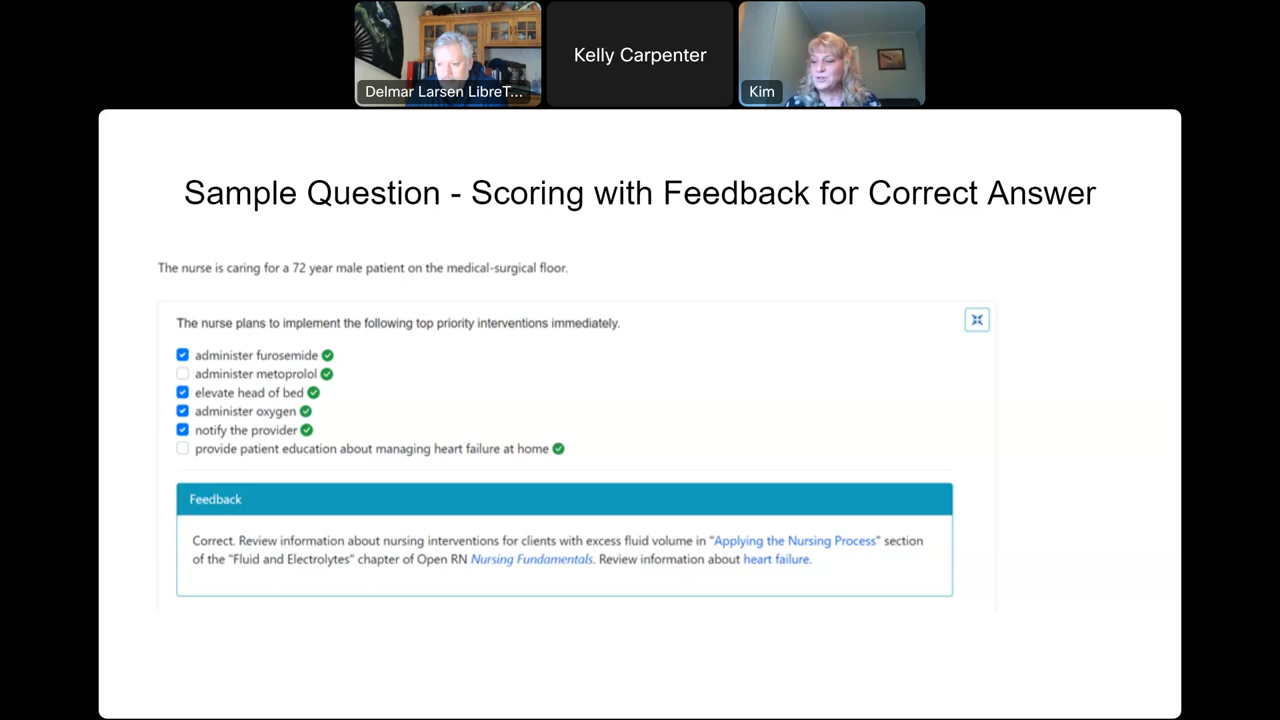 Delmar Larsen LibreT...
Kelly Carpenter
Kim
Sample Question - Scoring with Feedback for Correct Answer
The nurse is caring for a 72 year male patient on the medical-surgical floor.
The nurse plans to implement the following top priority interventions immediately.
administer furosemide
administer metoprolol
elevate head of bed
administer oxygen
notify the provider
provide patient education about managing heart failure at home
Feedback
Correct. Review information about nursing interventions for clients with excess fluid volume in "Applying the Nursing Process" section
of the "Fluid and Electrolytes" chapter of Open RN Nursing Fundamentals. Review information about heart failure.